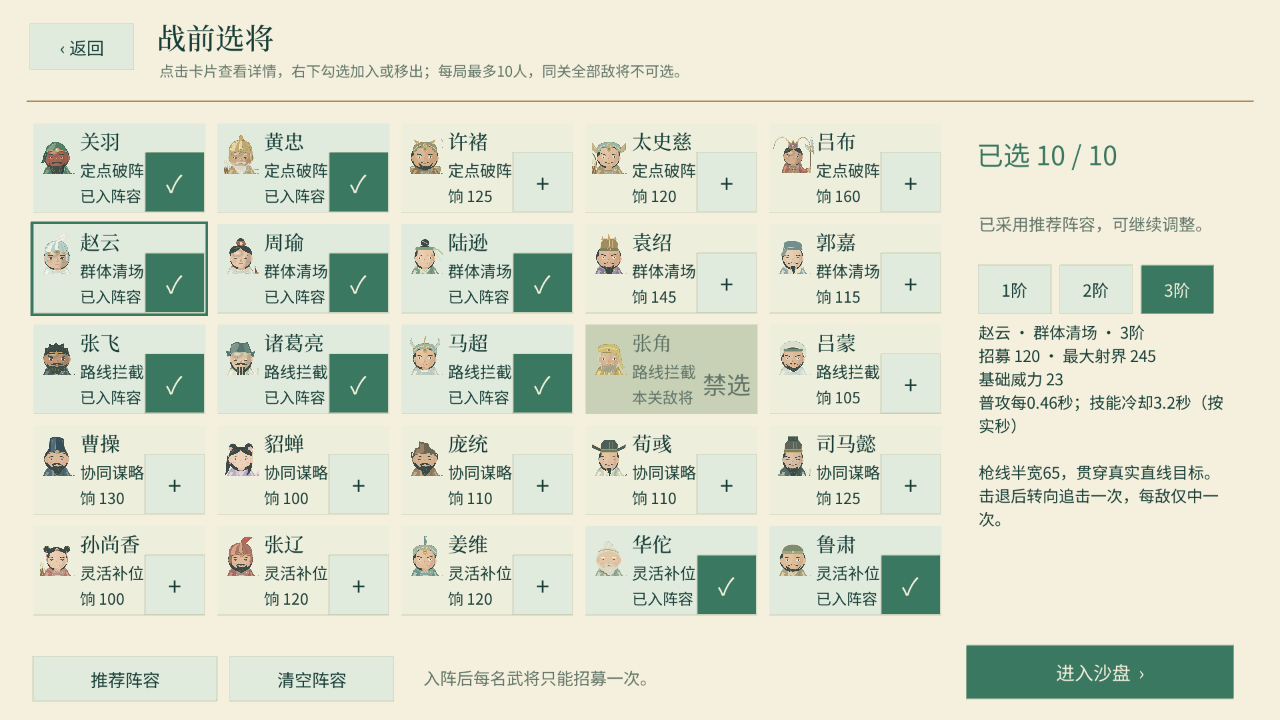 ‹ 返回
战前选将
点击卡片查看详情，右下勾选加入或移出；每局最多10人，同关全部敌将不可选。
关羽
定点破阵
已入阵容
✓
黄忠
定点破阵
已入阵容
✓
许褚
定点破阵
饷 125
+
太史慈
定点破阵
饷 120
+
吕布
定点破阵
饷 160
+
赵云
群体清场
已入阵容
✓
周瑜
群体清场
已入阵容
✓
陆逊
群体清场
已入阵容
✓
袁绍
群体清场
饷 145
+
郭嘉
群体清场
饷 115
+
张飞
路线拦截
已入阵容
✓
诸葛亮
路线拦截
已入阵容
✓
马超
路线拦截
已入阵容
✓
张角
路线拦截
本关敌将
禁选
吕蒙
路线拦截
饷 105
+
曹操
协同谋略
饷 130
+
貂蝉
协同谋略
饷 100
+
庞统
协同谋略
饷 110
+
荀彧
协同谋略
饷 110
+
司马懿
协同谋略
饷 125
+
孙尚香
灵活补位
饷 100
+
张辽
灵活补位
饷 120
+
姜维
灵活补位
饷 120
+
华佗
灵活补位
已入阵容
✓
鲁肃
灵活补位
已入阵容
✓
已选 10 / 10
已采用推荐阵容，可继续调整。
1阶
2阶
3阶
赵云 · 群体清场 · 3阶
招募 120 · 最大射界 245
基础威力 23
普攻每0.46秒；技能冷却3.2秒（按
实秒）
枪线半宽65，贯穿真实直线目标。
击退后转向追击一次，每敌仅中一
次。
推荐阵容
清空阵容
入阵后每名武将只能招募一次。
进入沙盘 ›